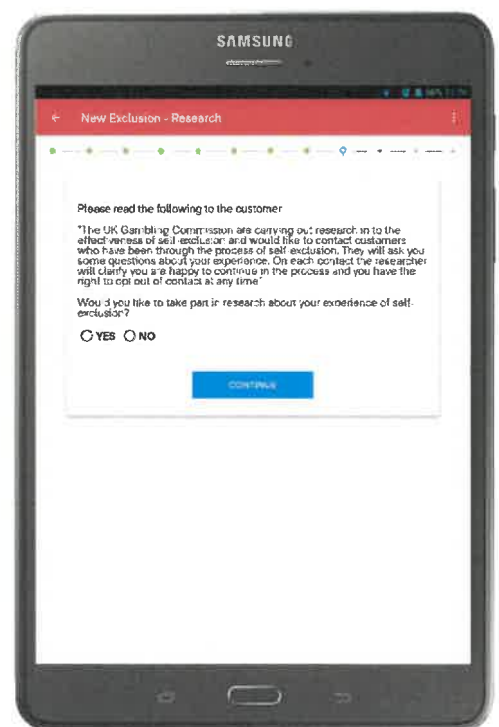 SAMSUNG
New Exclusion - Research
Please read the following to the customer
"The UK Gambling Commission are carrying out research in to the
effectiveness of self-exclusion and would like to contact customers
who have been through the process of self-exclusion. They will ask you
some questions about your experience. On each contact the researcher
will clarify you are happy to continue in the process and you have the
right to opt out of contact at any time"
Would you like to take part in research about your experience of self-
exclusion?
YES NO
CONTINUE